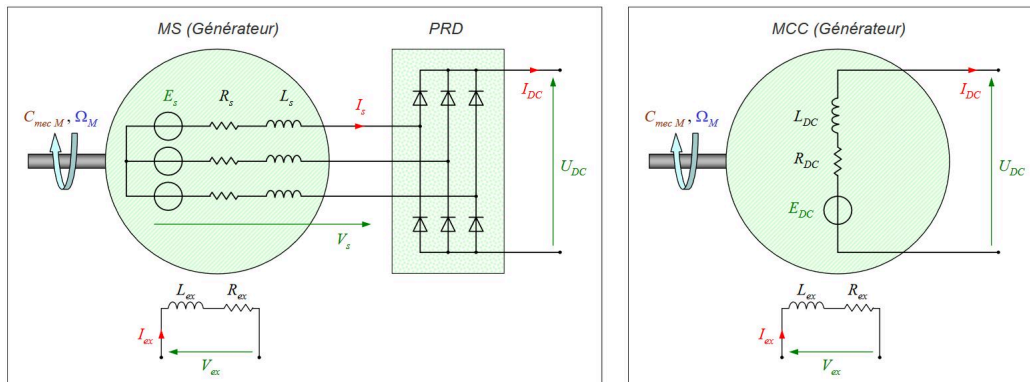 MS (Générateur)
PRD
E_s
R_s
L_s
I_s
I_DC
C_mec M, Ω_M
U_DC
V_s
L_ex
R_ex
I_ex
V_ex
MCC (Générateur)
I_DC
L_DC
C_mec M, Ω_M
R_DC
U_DC
E_DC
L_ex
R_ex
I_ex
V_ex